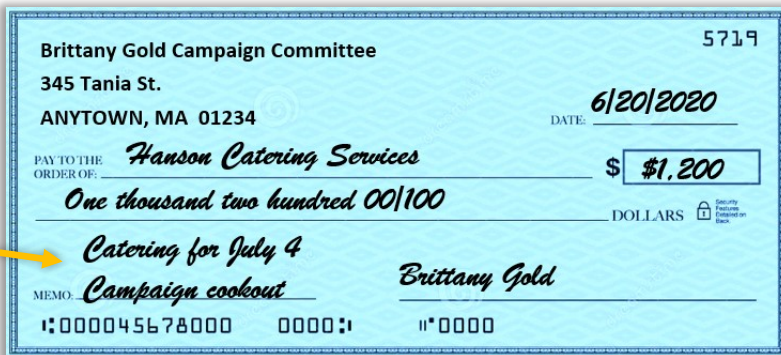 5719
Brittany Gold Campaign Committee
345 Tania St.
ANYTOWN, MA 01234
DATE: 6/20/2020
PAY TO THE
ORDER OF: Hanson Catering Services $ $1,200
One thousand two hundred 00/100 DOLLARS
Security
Features
Detailed on
Back
Catering for July 4
MEMO: Campaign cookout Brittany Gold
⑆000045678000 0000⑆ ⑈0000